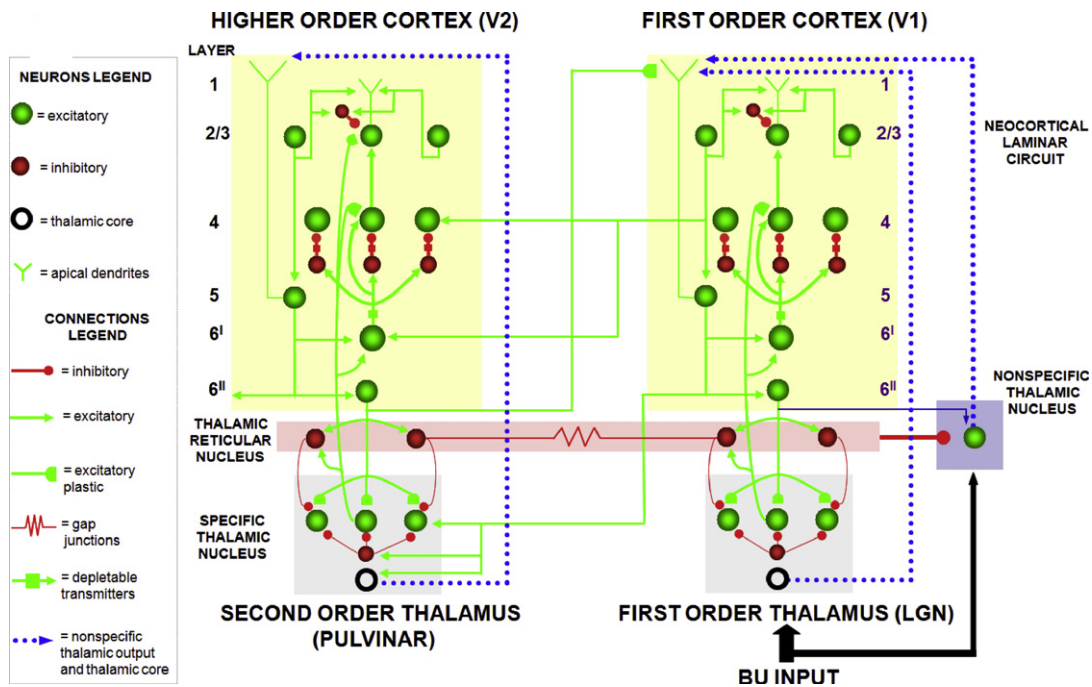 HIGHER ORDER CORTEX (V2)
FIRST ORDER CORTEX (V1)
LAYER
1
2/3
4
5
6I
6II
1
2/3
4
5
6I
6II
NEURONS LEGEND
= excitatory
= inhibitory
= thalamic core
= apical dendrites
CONNECTIONS
LEGEND
= inhibitory
= excitatory
= excitatory
plastic
= gap
junctions
= depletable
transmitters
= nonspecific
thalamic output
and thalamic core
NEOCORTICAL
LAMINAR
CIRCUIT
NONSPECIFIC
THALAMIC
NUCLEUS
THALAMIC
RETICULAR
NUCLEUS
SPECIFIC
THALAMIC
NUCLEUS
SECOND ORDER THALAMUS
(PULVINAR)
FIRST ORDER THALAMUS (LGN)
BU INPUT